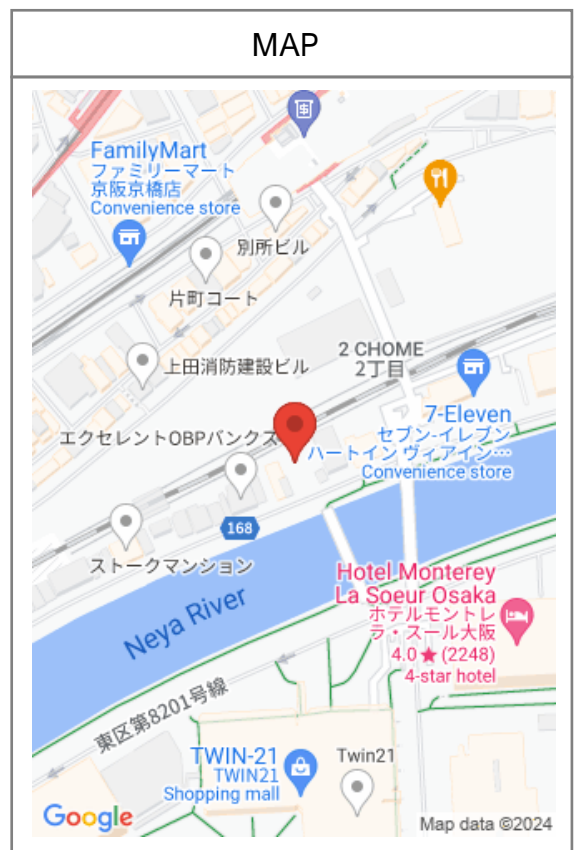 MAP
FamilyMart
ファミリーマート
京阪京橋店
Convenience store
別所ビル
片町コート
2 CHOME
2丁目
上田消防建設ビル
7-Eleven
セブン-イレブン
ハートイン ヴィアイン…
Convenience store
エクセレントOBPバンクス
168
ストークマンション
Neya River
Hotel Monterey
La Soeur Osaka
ホテルモントレ
ラ・スール大阪
4.0★(2248)
4-star hotel
東区第8201号線
TWIN-21
TWIN21
Shopping mall
Twin21
Google
Map data ©2024